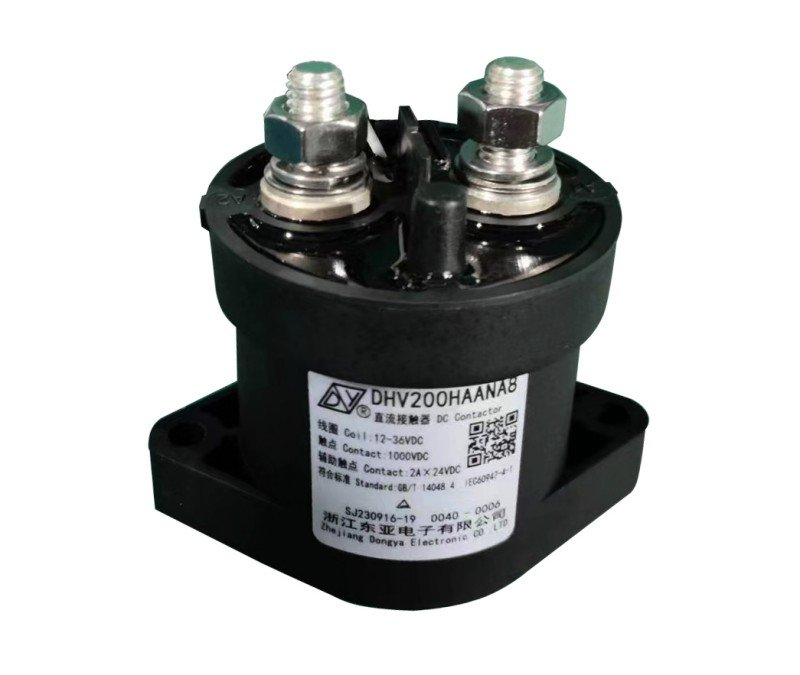 A2
DY® DHV200HAANA8
直流接触器 DC Contactor
线圈 Coil:12-36VDC
触点 Contact:1000VDC
辅助触点 Contact:2A×24VDC
符合标准 Standard:GB/T 14048.4 IEC60947-4-1
SJ230916-19 0040-0006
浙江东亚电子有限公司
Zhejiang Dongya Electronic CO.,LTD